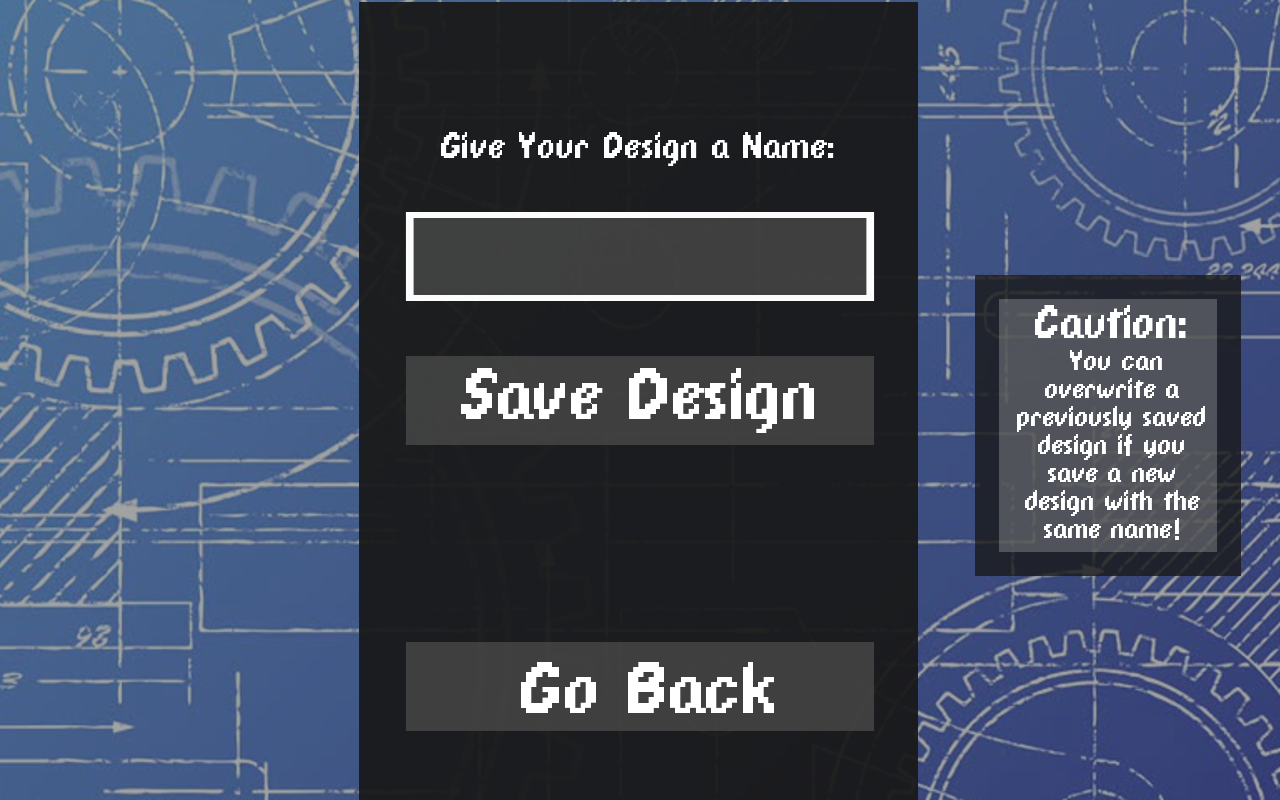 Give Your Design a Name:
Save Design
Go Back
Caution:
You can
overwrite a
previously saved
design if you
save a new
design with the
same name!
92